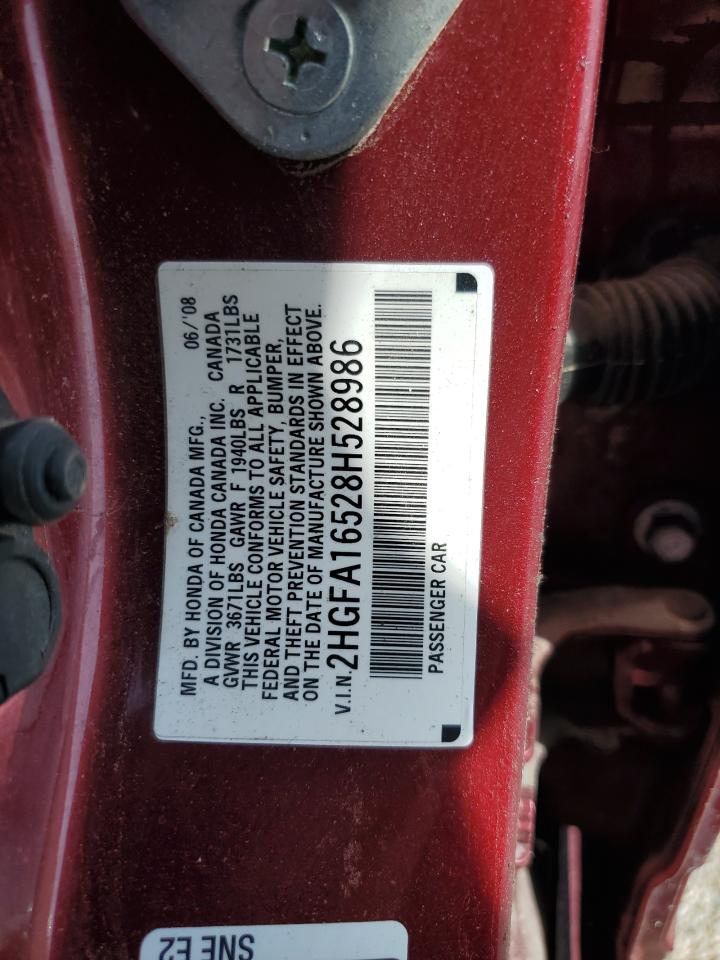 MFD. BY HONDA OF CANADA MFG., 06/'08
A DIVISION OF HONDA CANADA INC. CANADA
GVWR 3671LBS GAWR F 1940LBS R 1731LBS
THIS VEHICLE CONFORMS TO ALL APPLICABLE
FEDERAL MOTOR VEHICLE SAFETY, BUMPER,
AND THEFT PREVENTION STANDARDS IN EFFECT
ON THE DATE OF MANUFACTURE SHOWN ABOVE.
V.I.N. 2HGFA16528H528986
PASSENGER CAR
SNE E2